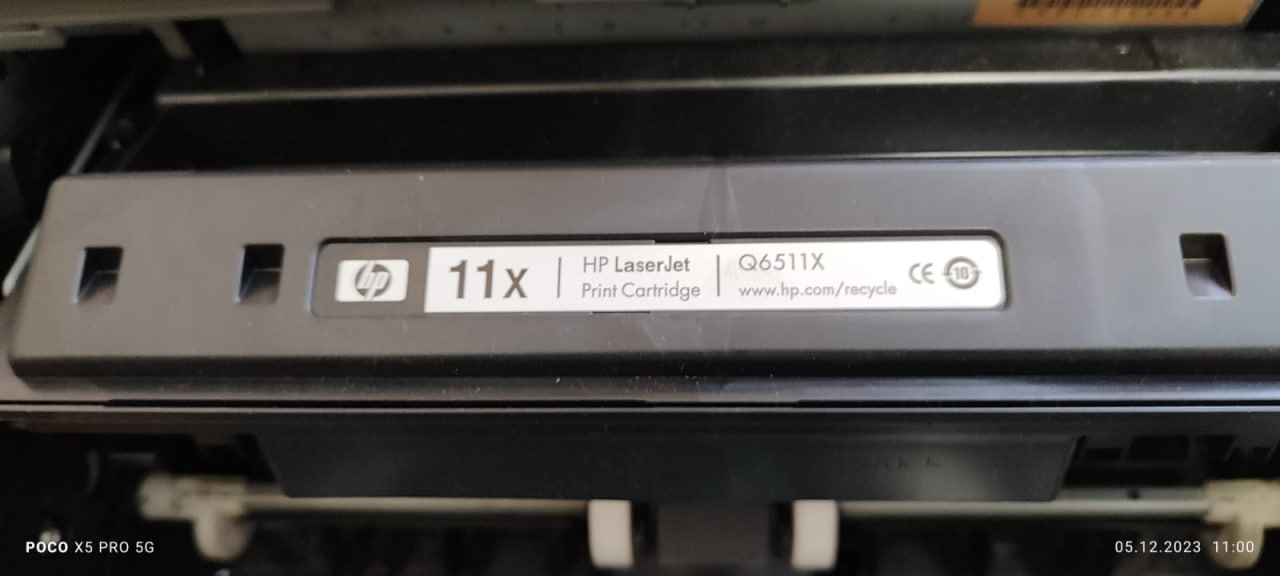 hp
11x
HP LaserJet
Print Cartridge
Q6511X
www.hp.com/recycle
CE
10
POCO X5 PRO 5G
05.12.2023 11:00